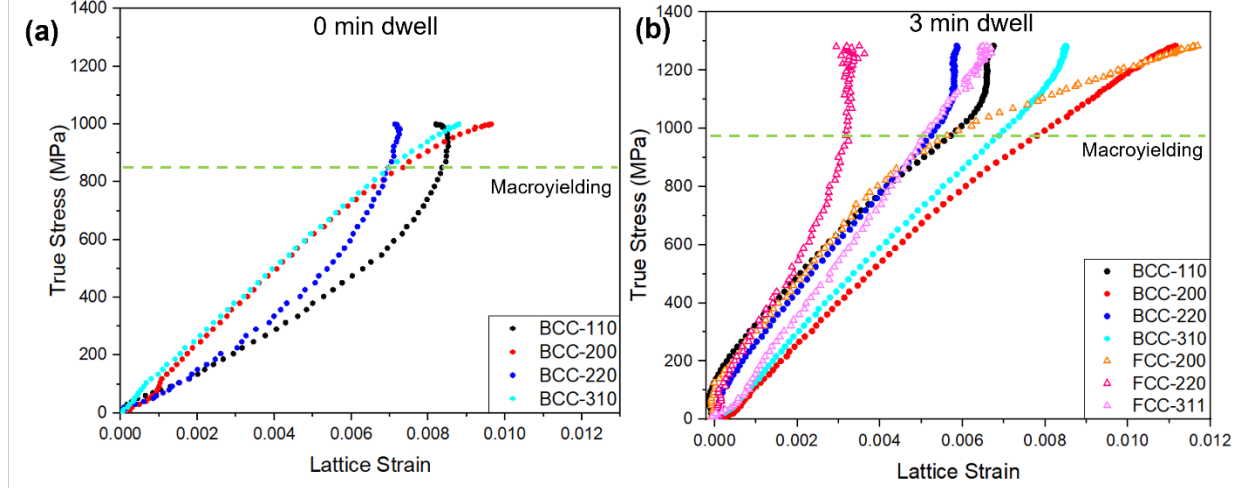 (a)
0 min dwell
1400
1200
1000
800
600
400
200
0
True Stress (MPa)
Macroyielding
BCC-110
BCC-200
BCC-220
BCC-310
0.000 0.002 0.004 0.006 0.008 0.010 0.012
Lattice Strain
(b)
3 min dwell
1400
1200
1000
800
600
400
200
0
True Stress (MPa)
Macroyielding
BCC-110
BCC-200
BCC-220
BCC-310
FCC-200
FCC-220
FCC-311
0.000 0.002 0.004 0.006 0.008 0.010 0.012
Lattice Strain